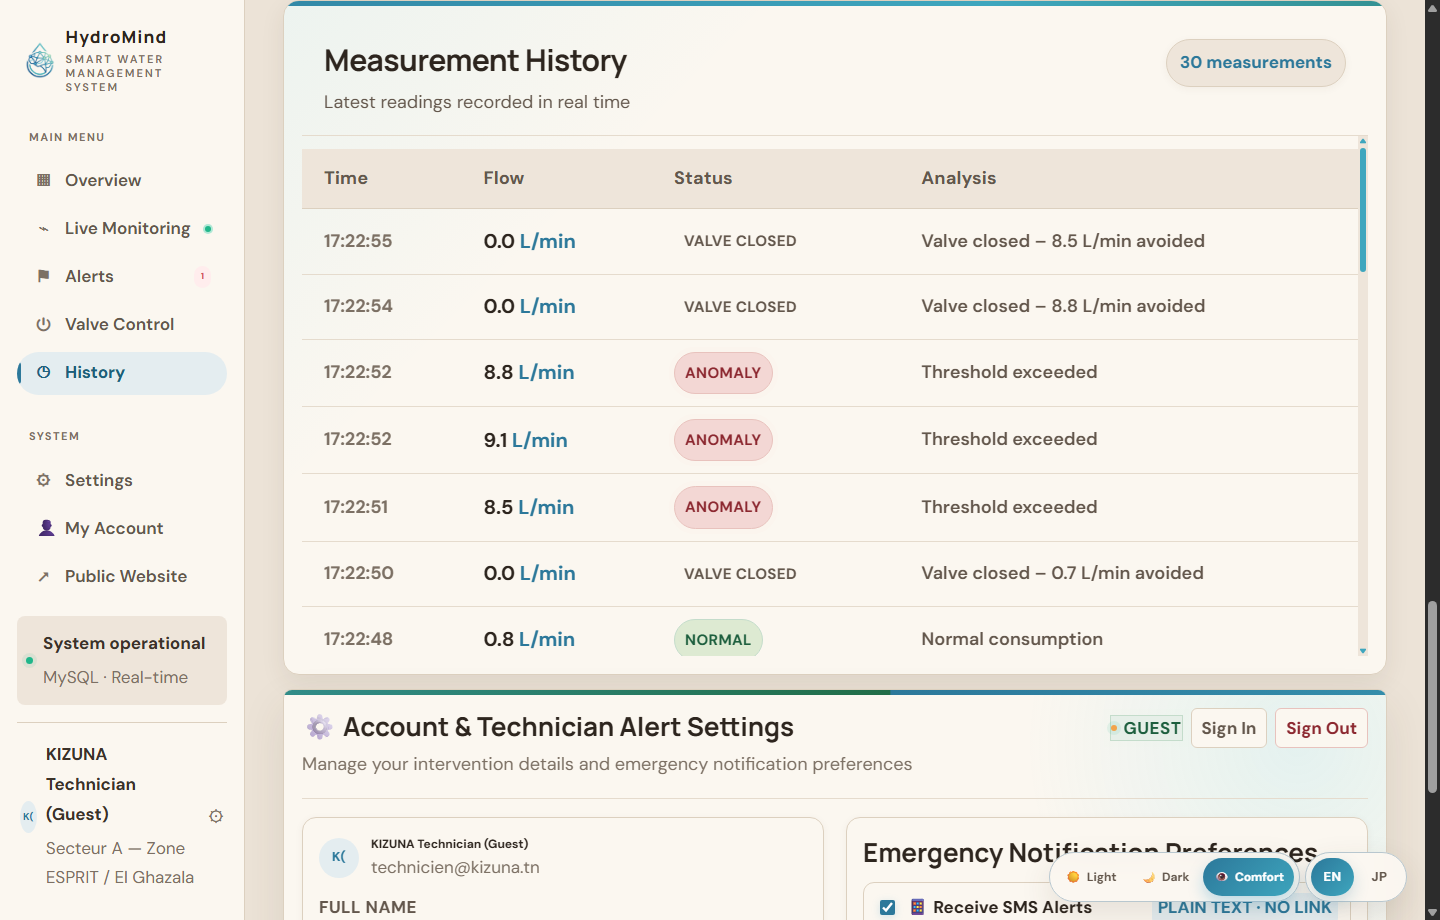 HydroMind
SMART WATER
MANAGEMENT
SYSTEM
MAIN MENU
Overview
Live Monitoring
Alerts 1
Valve Control
History
SYSTEM
Settings
My Account
Public Website
System operational
MySQL · Real-time
K(
KIZUNA
Technician
(Guest)
Secteur A — Zone
ESPRIT / El Ghazala
Measurement History
30 measurements
Latest readings recorded in real time
Time Flow Status Analysis
17:22:55 0.0 L/min VALVE CLOSED Valve closed – 8.5 L/min avoided
17:22:54 0.0 L/min VALVE CLOSED Valve closed – 8.8 L/min avoided
17:22:52 8.8 L/min ANOMALY Threshold exceeded
17:22:52 9.1 L/min ANOMALY Threshold exceeded
17:22:51 8.5 L/min ANOMALY Threshold exceeded
17:22:50 0.0 L/min VALVE CLOSED Valve closed – 0.7 L/min avoided
17:22:48 0.8 L/min NORMAL Normal consumption
Account & Technician Alert Settings
GUEST Sign In Sign Out
Manage your intervention details and emergency notification preferences
K(
KIZUNA Technician (Guest)
technicien@kizuna.tn
FULL NAME
Emergency Notification Preferences
Receive SMS Alerts PLAIN TEXT · NO LINK
Light Dark Comfort EN JP